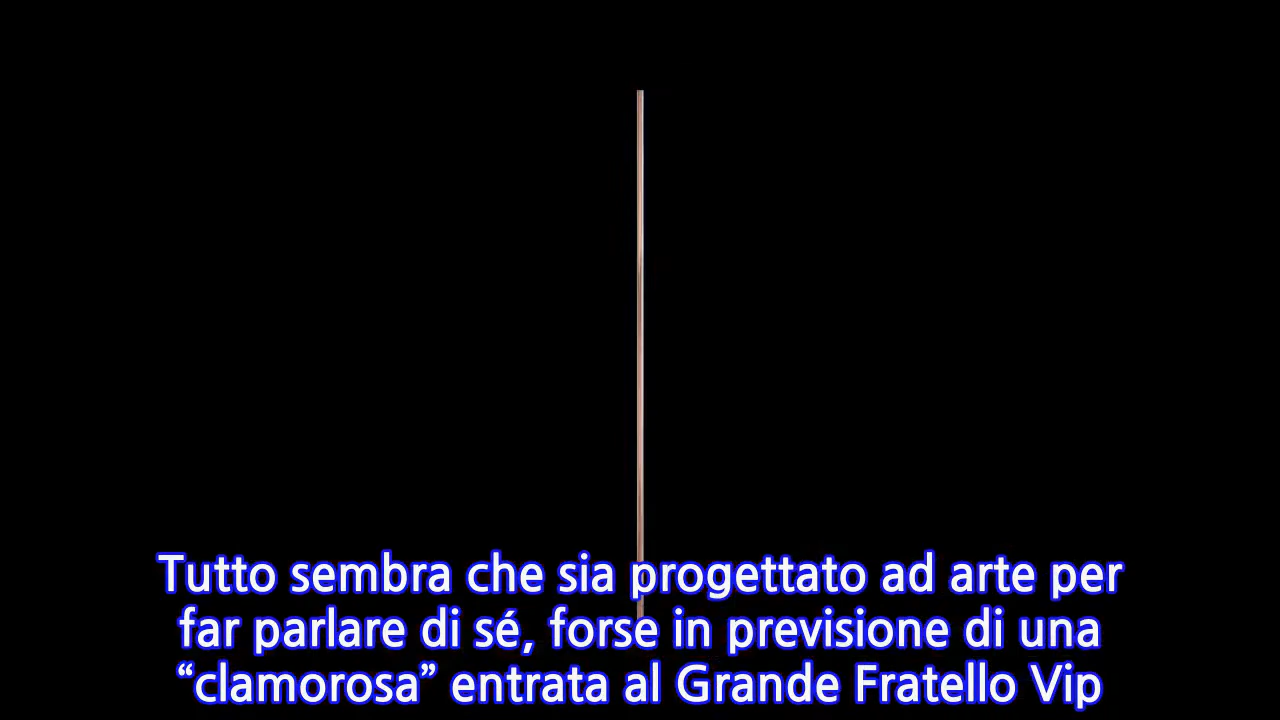 Tutto sembra che sia progettato ad arte per
far parlare di sé, forse in previsione di una
“clamorosa” entrata al Grande Fratello Vip